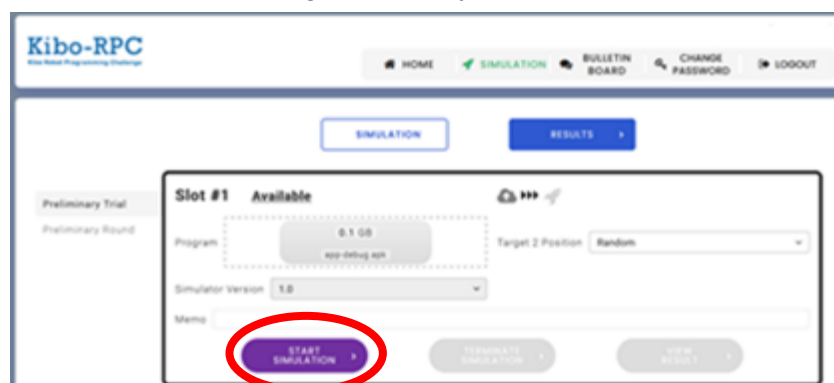 Kibo-RPC
Kibo Robot Programming Challenge
HOME
SIMULATION
BULLETIN
BOARD
CHANGE
PASSWORD
LOGOUT
SIMULATION
RESULTS
Preliminary Trial
Preliminary Round
Slot #1 Available
Program
0.1 GB
app-debug.apk
Target 2 Position Random
Simulator Version 1.0
Memo
START
SIMULATION
TERMINATE
SIMULATION
VIEW
RESULT